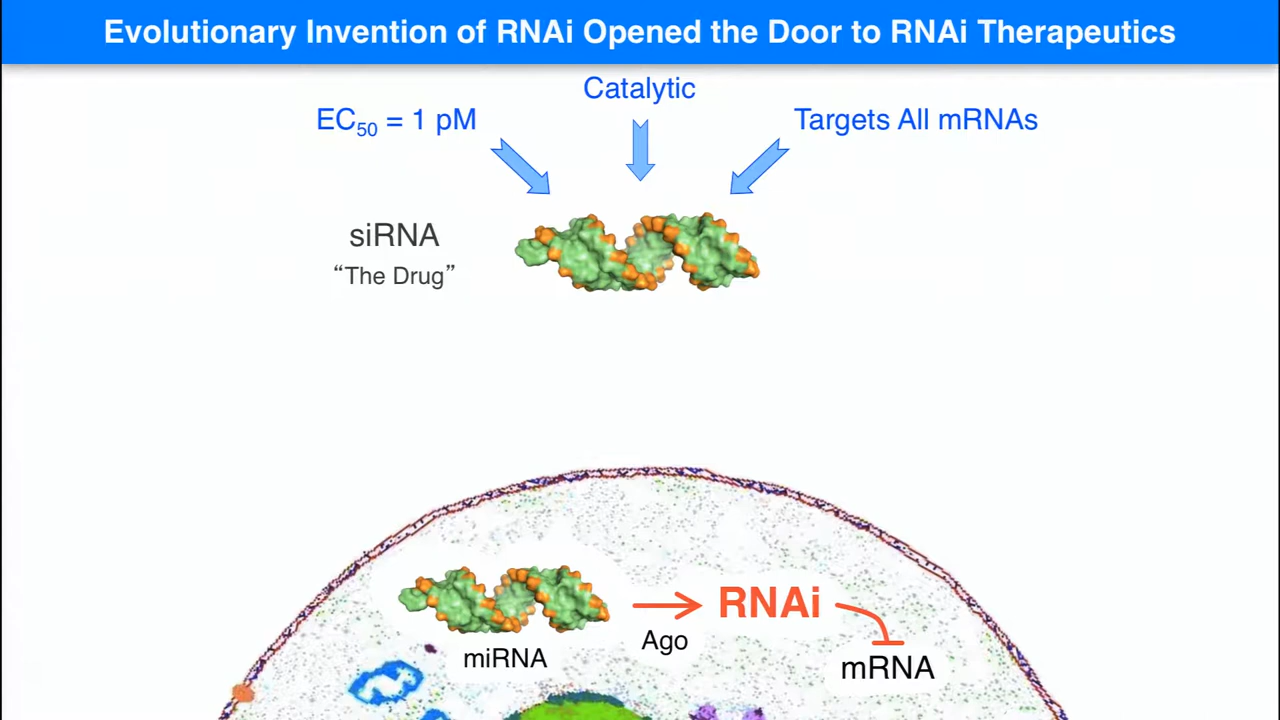 Evolutionary Invention of RNAi Opened the Door to RNAi Therapeutics
Catalytic
EC50 = 1 pM
Targets All mRNAs
siRNA
“The Drug”
RNAi
Ago
miRNA
mRNA